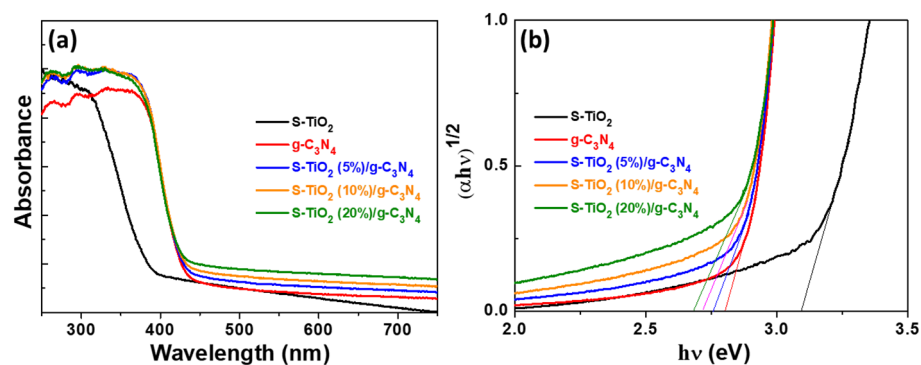 (a)
Absorbance
S-TiO₂
g-C₃N₄
S-TiO₂ (5%)/g-C₃N₄
S-TiO₂ (10%)/g-C₃N₄
S-TiO₂ (20%)/g-C₃N₄
300 400 500 600 700
Wavelength (nm)
(b)
(αhν)^1/2
1.0
0.5
0.0
S-TiO₂
g-C₃N₄
S-TiO₂ (5%)/g-C₃N₄
S-TiO₂ (10%)/g-C₃N₄
S-TiO₂ (20%)/g-C₃N₄
2.0 2.5 3.0 3.5
hν (eV)